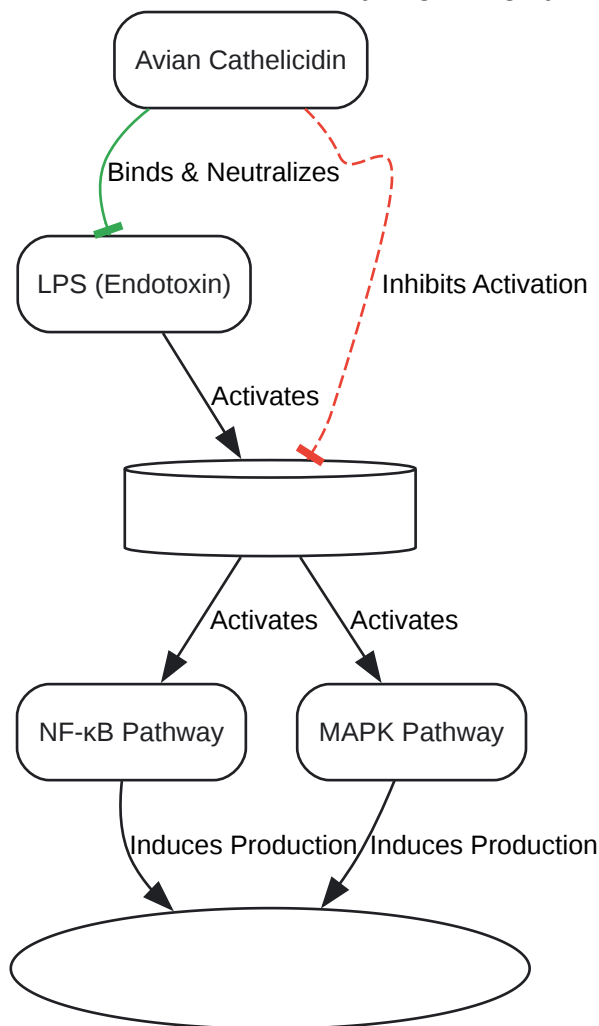 Avian Cathelicidin
Binds & Neutralizes
LPS (Endotoxin)
Inhibits Activation
Activates
Activates
Activates
NF-κB Pathway
MAPK Pathway
Induces Production
Induces Production